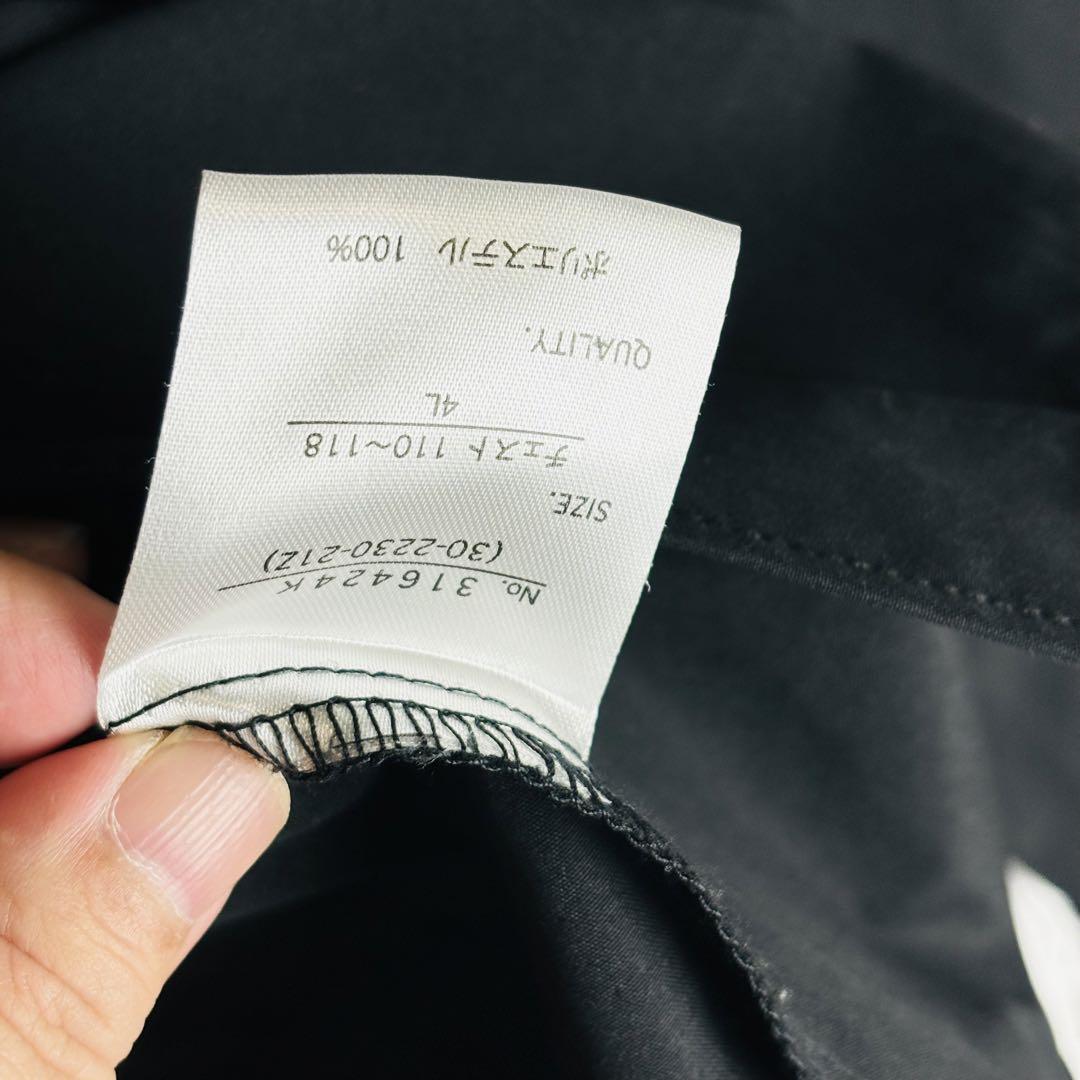 No. 316424K
(30-2230-21Z)
SIZE.
チェスト 110~118
4L
QUALITY.
ポリエステル 100%